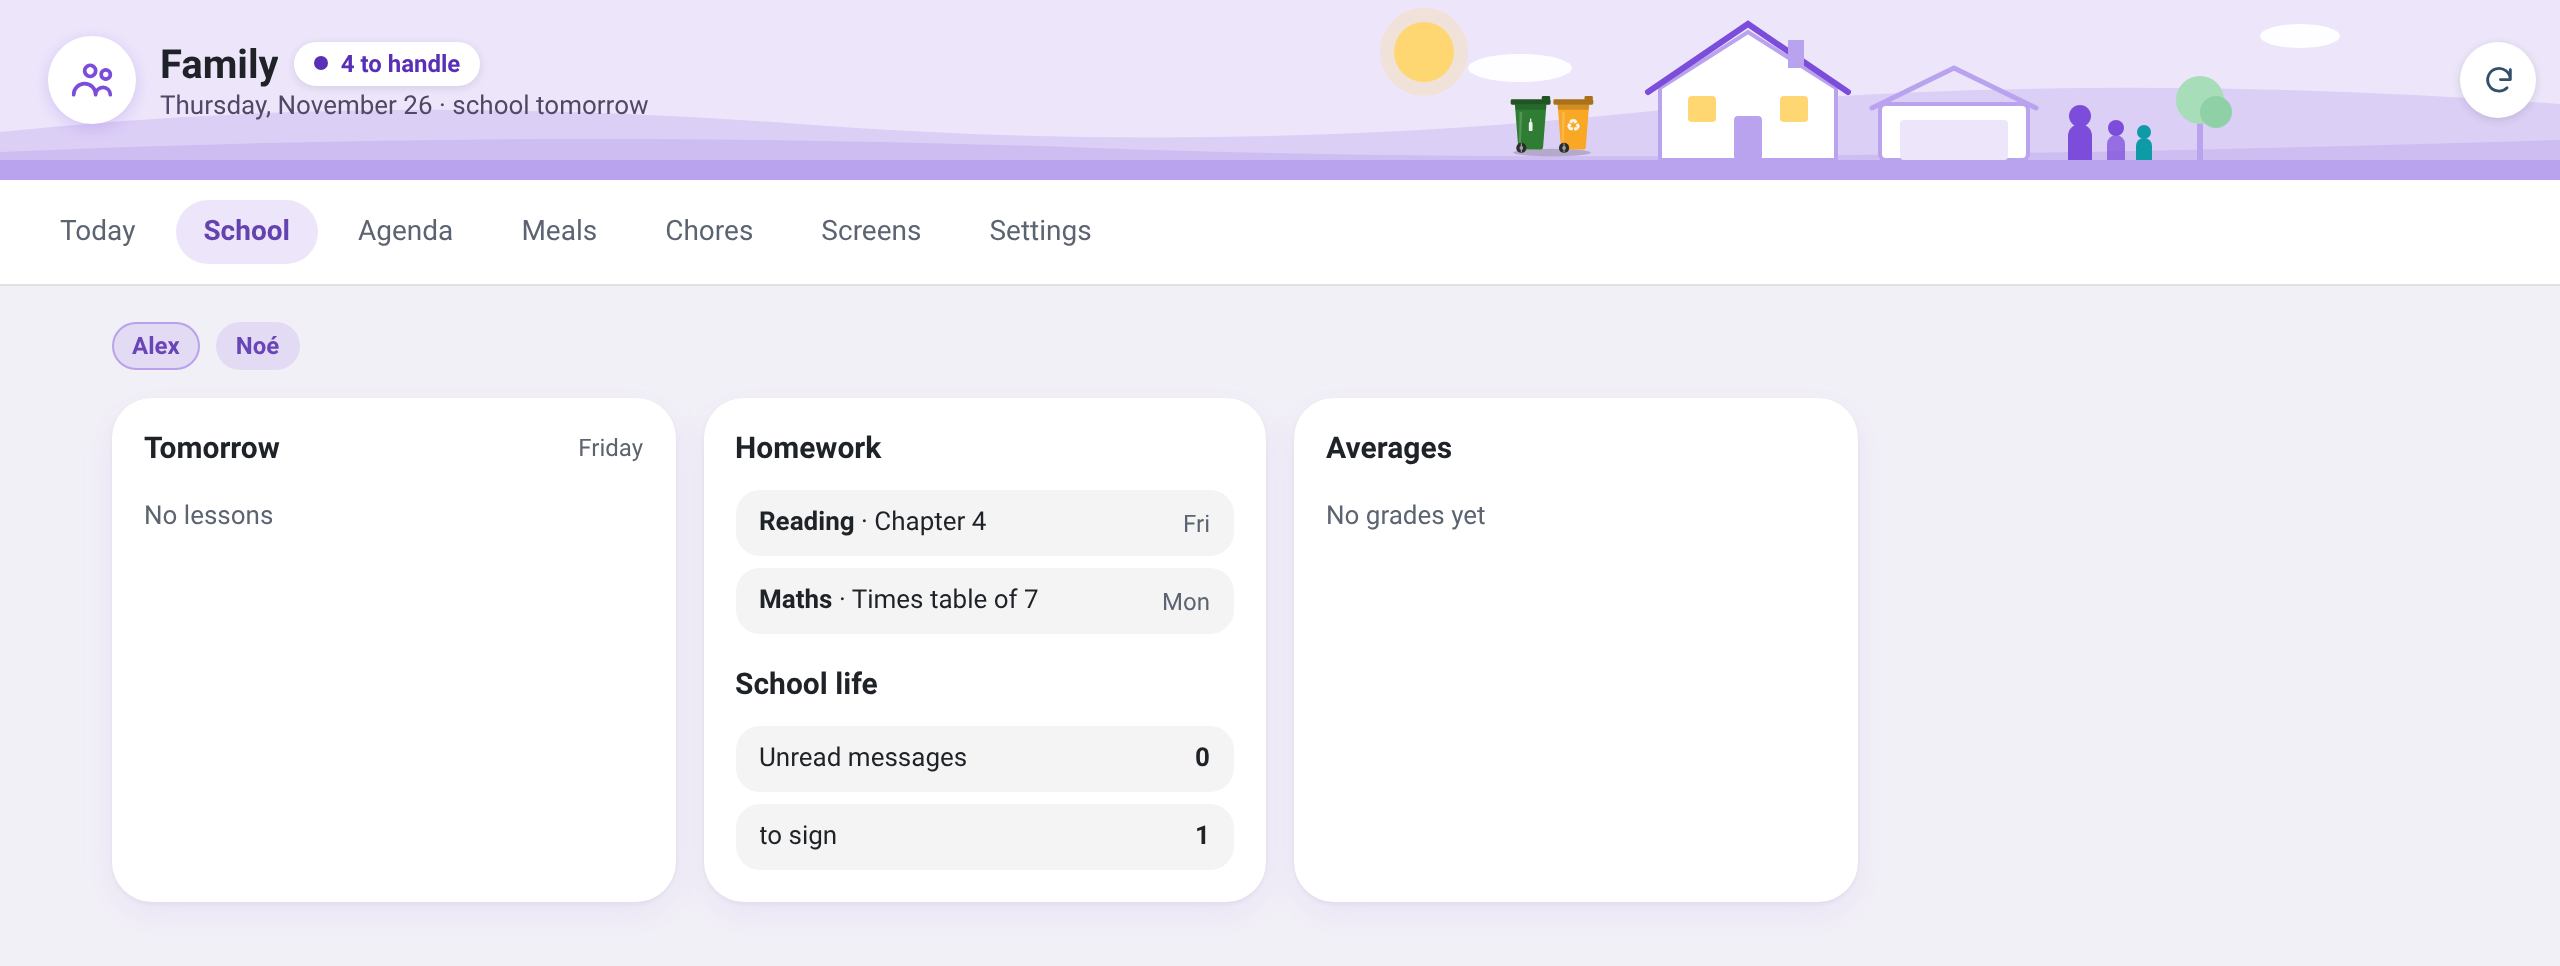 Family
4 to handle
Thursday, November 26 · school tomorrow
Today School Agenda Meals Chores Screens Settings
Alex Noé
Tomorrow Friday
No lessons
Homework
Reading · Chapter 4 Fri
Maths · Times table of 7 Mon
School life
Unread messages 0
to sign 1
Averages
No grades yet